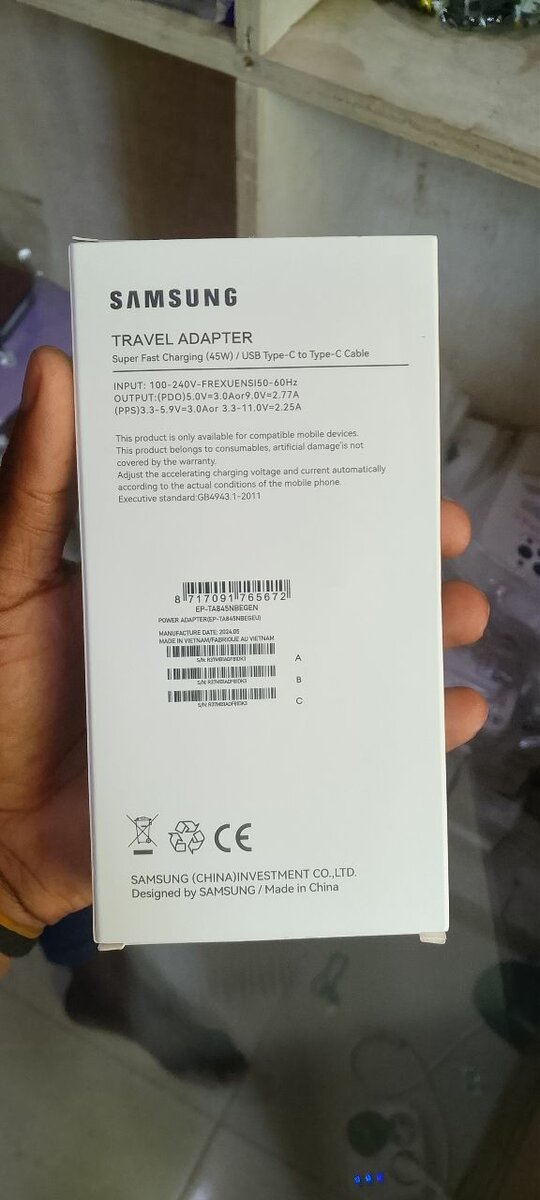 SAMSUNG
TRAVEL ADAPTER
Super Fast Charging (45W) / USB Type-C to Type-C Cable
INPUT: 100-240V-FREXUENSI50-60Hz
OUTPUT:(PDO)5.0V=3.0Aor9.0V=2.77A
(PPS)3.3-5.9V=3.0Aor 3.3-11.0V=2.25A
This product is only available for compatible mobile devices.
This product belongs to consumables, artificial damage'is not
covered by the warranty.
Adjust the accelerating charging voltage and current automatically
according to the actual conditions of the mobile phone.
Executive standard:GB4943.1-2011
8 717091 765672
EP-TA845NBEGEN
POWER ADAPTER(EP-TA845NBEGEU)
MANUFACTURE DATE: 2024.05
MADE IN VIETNAM/FABRIQUE AU VIETNAM
A
B
C
CE
SAMSUNG (CHINA)INVESTMENT CO.,LTD.
Designed by SAMSUNG / Made in China